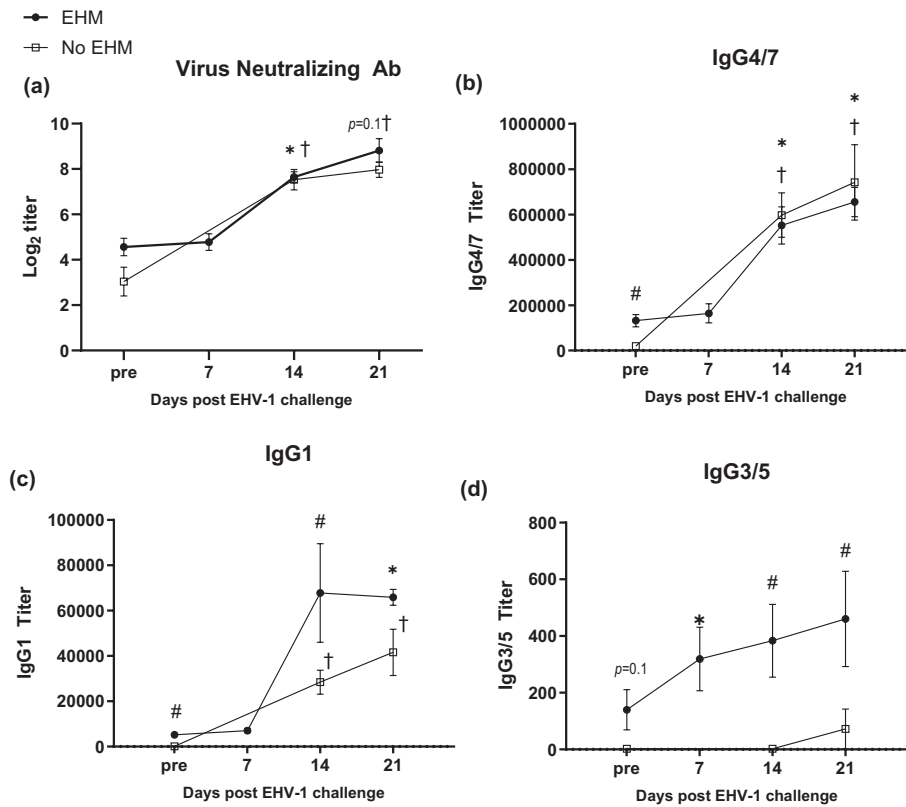 EHM
No EHM
(a) Virus Neutralizing Ab
Log2 titer
10
8
6
4
2
0
* †
p=0.1 †
pre 7 14 21
Days post EHV-1 challenge
(b) IgG4/7
IgG4/7 Titer
1000000
800000
600000
400000
200000
0
#
*
†
*
†
pre 7 14 21
Days post EHV-1 challenge
(c) IgG1
IgG1 Titer
100000
80000
60000
40000
20000
0
#
#
†
*
†
pre 7 14 21
Days post EHV-1 challenge
(d) IgG3/5
IgG3/5 Titer
800
600
400
200
0
p=0.1
*
#
#
pre 7 14 21
Days post EHV-1 challenge